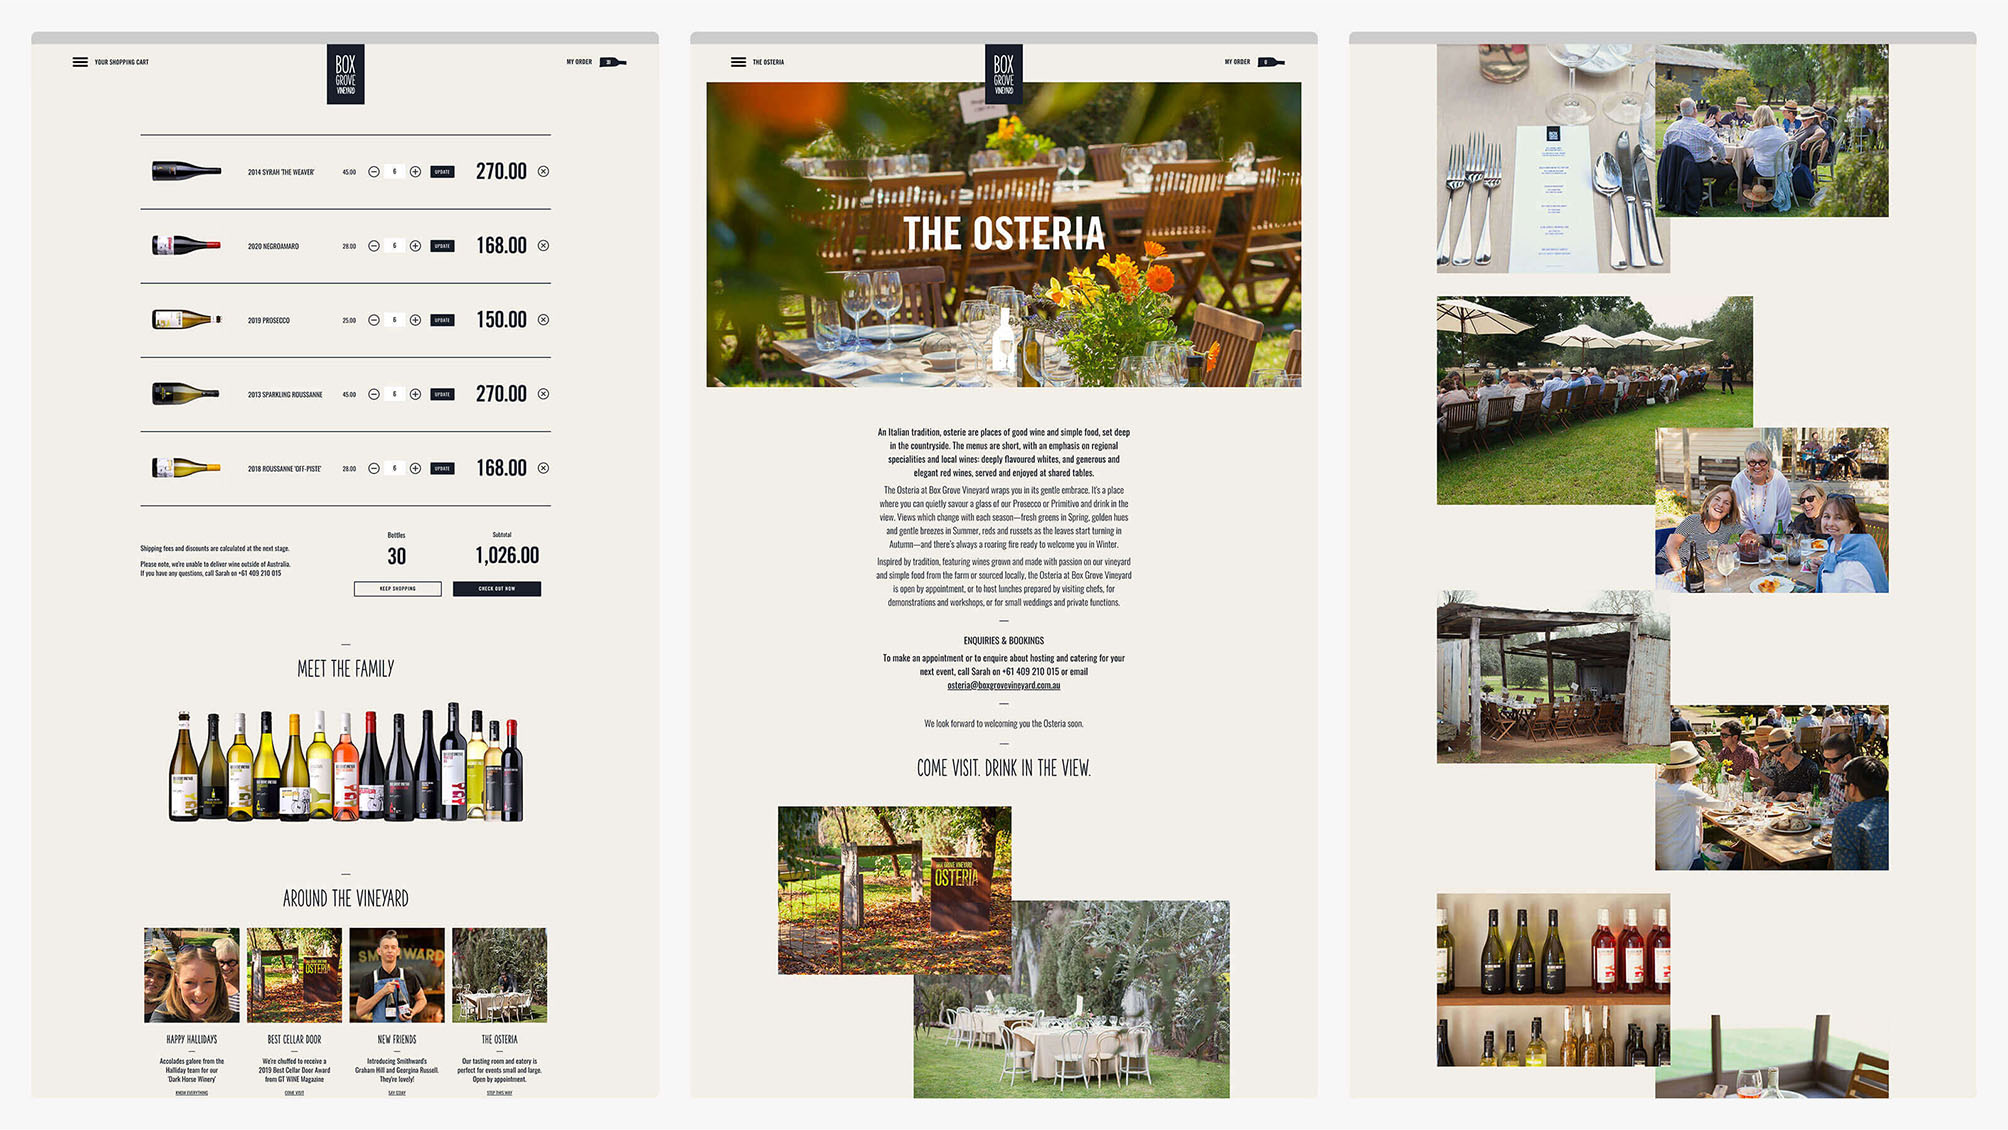 YOUR SHOPPING CART
BOX
GROVE
VINEYARD
MY ORDER
30
2014 SYRAH 'THE WEAVER'
45.00
6
UPDATE
270.00
2020 NEGROAMARO
28.00
6
UPDATE
168.00
2019 PROSECCO
25.00
6
UPDATE
150.00
2013 SPARKLING ROUSSANNE
45.00
6
UPDATE
270.00
2018 ROUSSANNE 'OFF-PISTE'
28.00
6
UPDATE
168.00
Shipping fees and discounts are calculated at the next stage.
Please note, we're unable to deliver wine outside of Australia.
If you have any questions, call Sarah on +61 409 210 015
Bottles
30
Subtotal
1,026.00
KEEP SHOPPING
CHECK OUT NOW
MEET THE FAMILY
AROUND THE VINEYARD
OSTERIA
HAPPY HALLIDAYS
Accolades galore from the
Halliday team for our
'Dark Horse Winery'
KNOW EVERYTHING
BEST CELLAR DOOR
We're chuffed to receive a
2019 Best Cellar Door Award
from GT WINE Magazine
COME VISIT
NEW FRIENDS
Introducing Smithward's
Graham Hill and Georgina Russell.
They're lovely!
SAY G'DAY
THE OSTERIA
Our tasting room and eatery is
perfect for events small and large.
Open by appointment.
STEP THIS WAY
THE OSTERIA
BOX
GROVE
VINEYARD
MY ORDER
6
THE OSTERIA
An Italian tradition, osterie are places of good wine and simple food, set deep
in the countryside. The menus are short, with an emphasis on regional
specialities and local wines: deeply flavoured whites, and generous and
elegant red wines, served and enjoyed at shared tables.
The Osteria at Box Grove Vineyard wraps you in its gentle embrace. It's a place
where you can quietly savour a glass of our Prosecco or Primitivo and drink in the
view. Views which change with each season—fresh greens in Spring, golden hues
and gentle breezes in Summer, reds and russets as the leaves start turning in
Autumn—and there's always a roaring fire ready to welcome you in Winter.
Inspired by tradition, featuring wines grown and made with passion on our vineyard
and simple food from the farm or sourced locally, the Osteria at Box Grove Vineyard
is open by appointment, or to host lunches prepared by visiting chefs, for
demonstrations and workshops, or for small weddings and private functions.
ENQUIRIES & BOOKINGS
To make an appointment or to enquire about hosting and catering for your
next event, call Sarah on +61 409 210 015 or email
osteria@boxgrovevineyard.com.au
We look forward to welcoming you the Osteria soon.
COME VISIT. DRINK IN THE VIEW.
BOX GROVE VINEYARD
OSTERIA
BOX